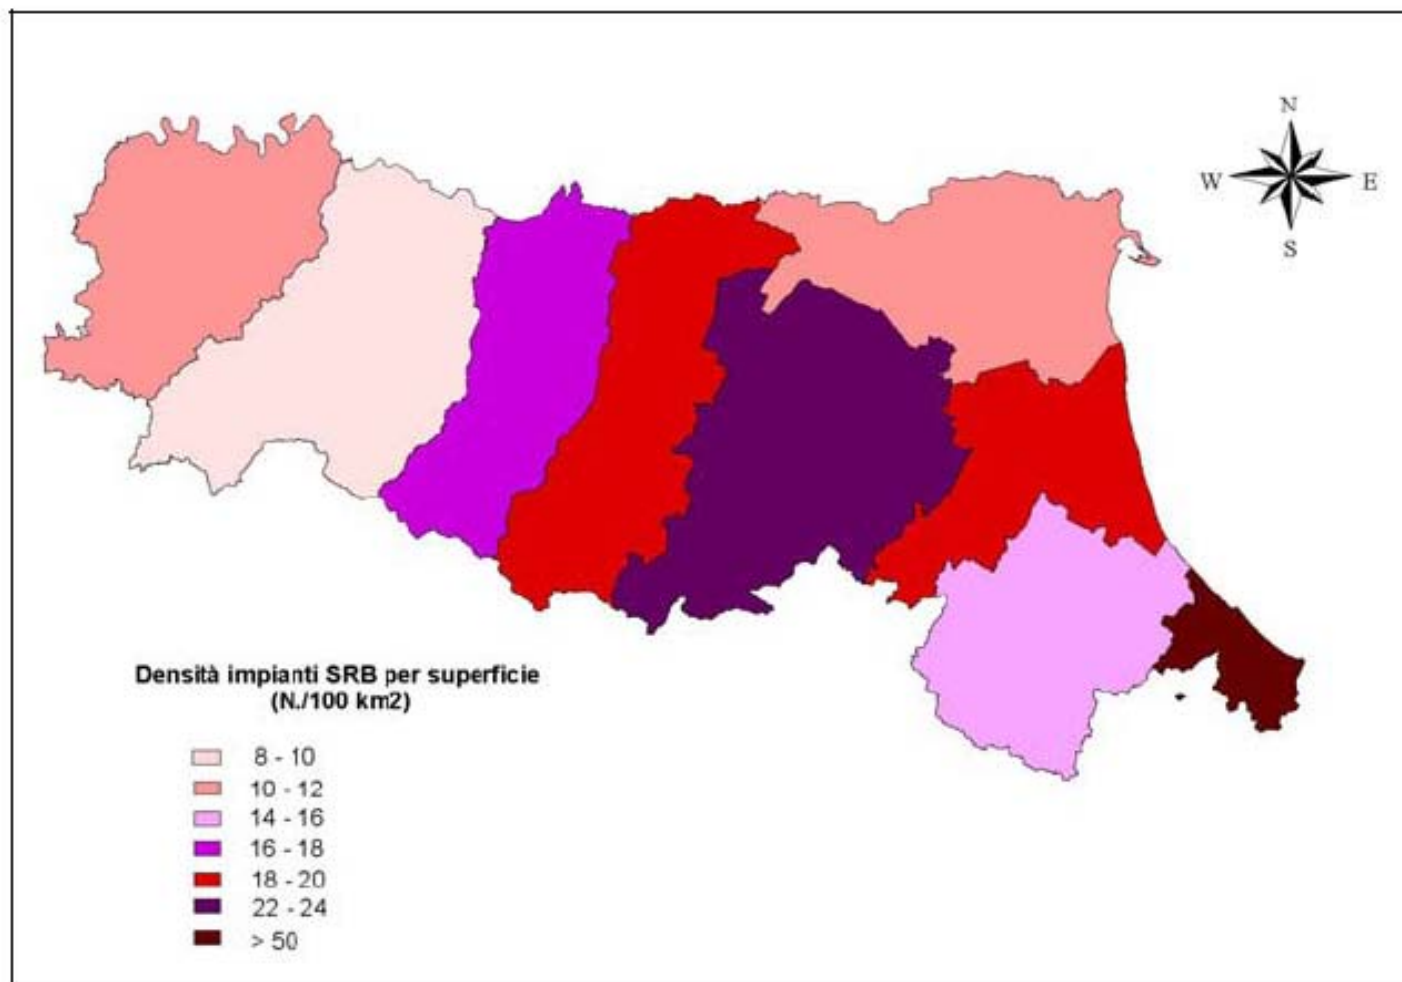 N
W E
S
Densità impianti SRB per superficie
(N./100 km2)
8 - 10
10 - 12
14 - 16
16 - 18
18 - 20
22 - 24
> 50